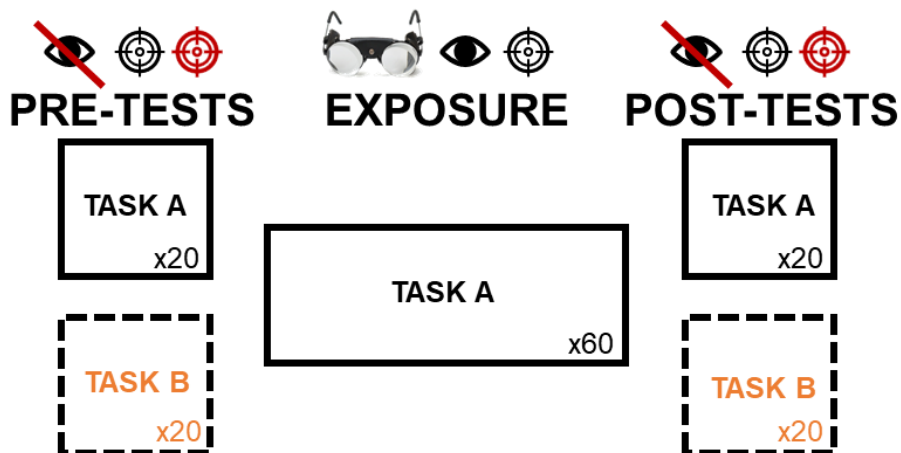 PRE-TESTS
EXPOSURE
POST-TESTS
TASK A
x20
TASK A
x60
TASK A
x20
TASK B
x20
TASK B
x20